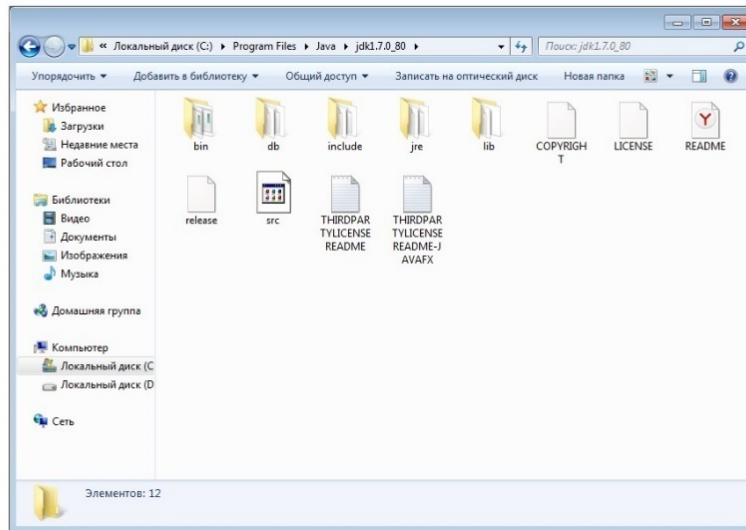 « Локальный диск (C:) ▸ Program Files ▸ Java ▸ jdk1.7.0_80 ▸
Поиск: jdk1.7.0_80
Упорядочить ▾ Добавить в библиотеку ▾ Общий доступ ▾ Записать на оптический диск Новая папка
Избранное
Загрузки
Недавние места
Рабочий стол
Библиотеки
Видео
Документы
Изображения
Музыка
Домашняя группа
Компьютер
Локальный диск (C
Локальный диск (D
Сеть
bin
db
include
jre
lib
COPYRIGH
T
LICENSE
README
release
src
THIRDPAR
TYLICENSE
README
THIRDPAR
TYLICENSE
README-J
AVAFX
Элементов: 12